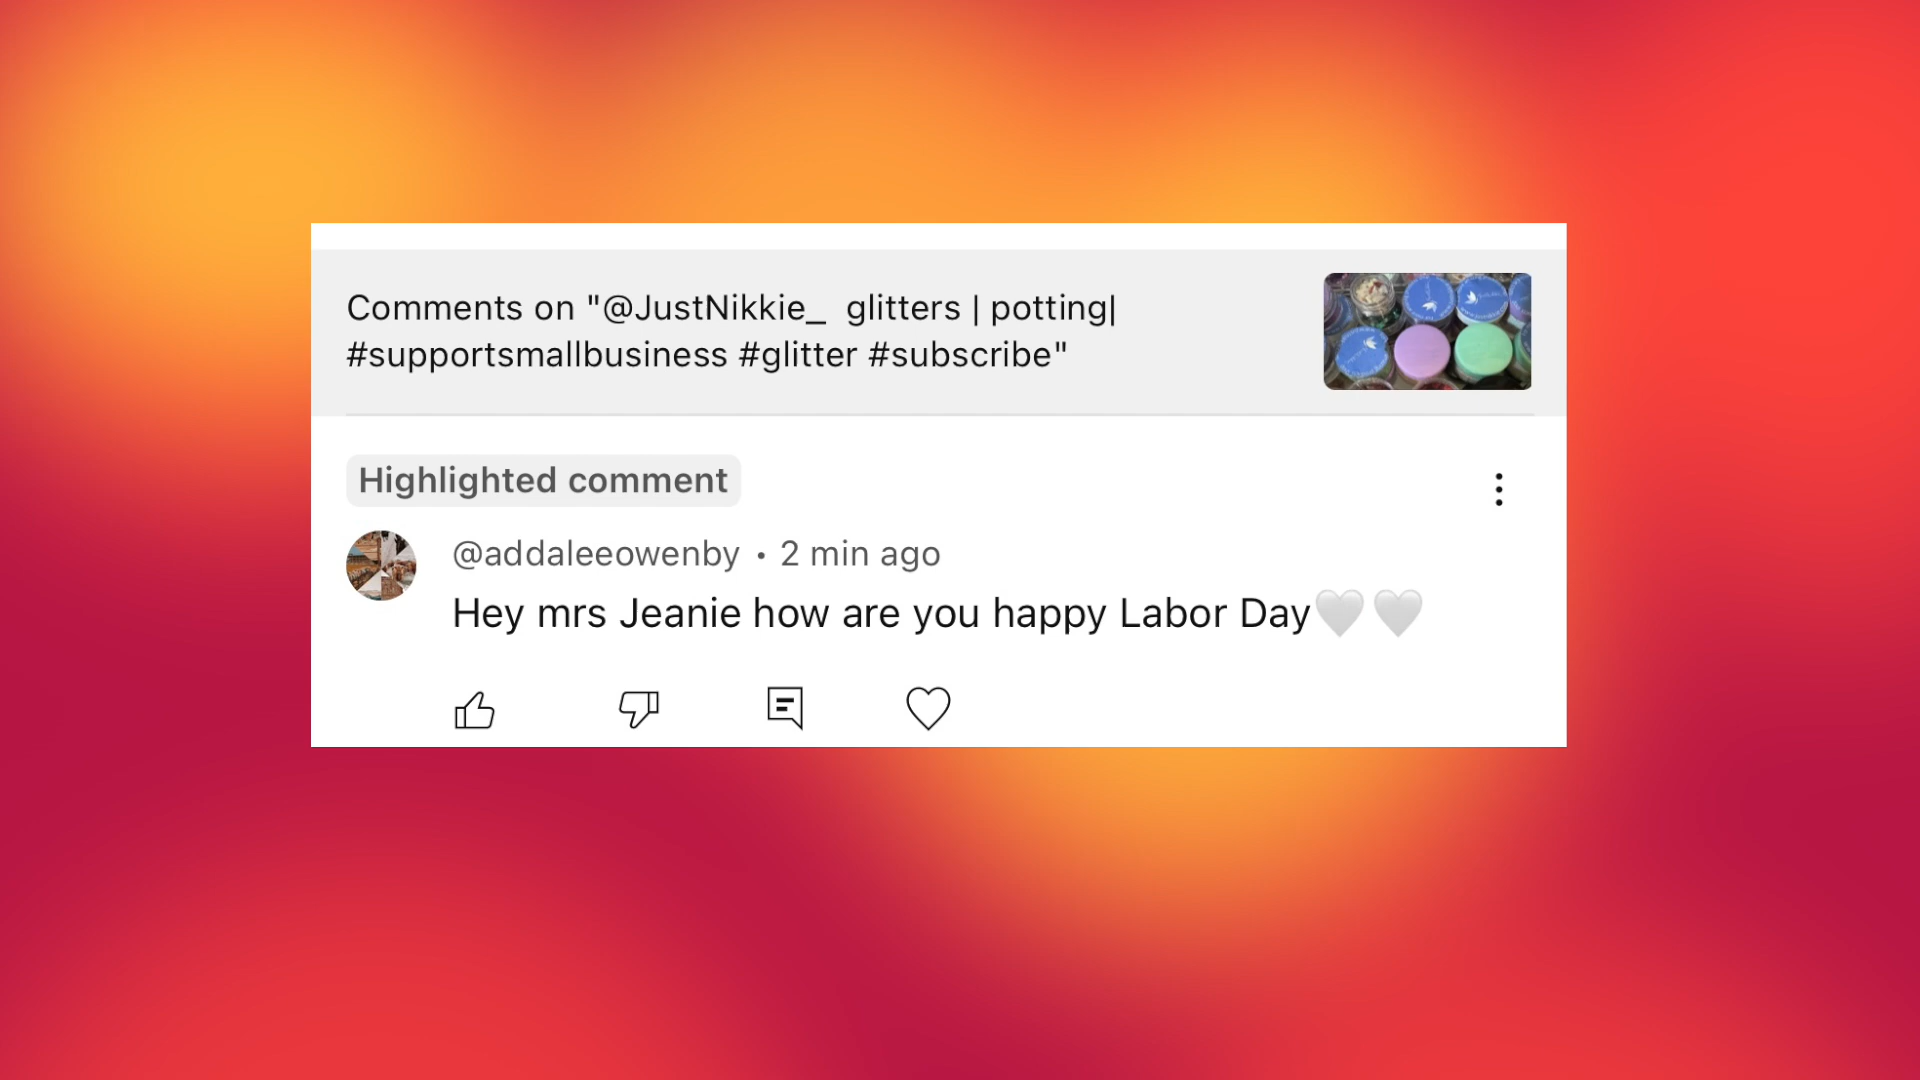 Comments on "@JustNikkie_ glitters | potting|
#supportsmallbusiness #glitter #subscribe"
Highlighted comment
@addaleeowenby • 2 min ago
Hey mrs Jeanie how are you happy Labor Day🤍🤍